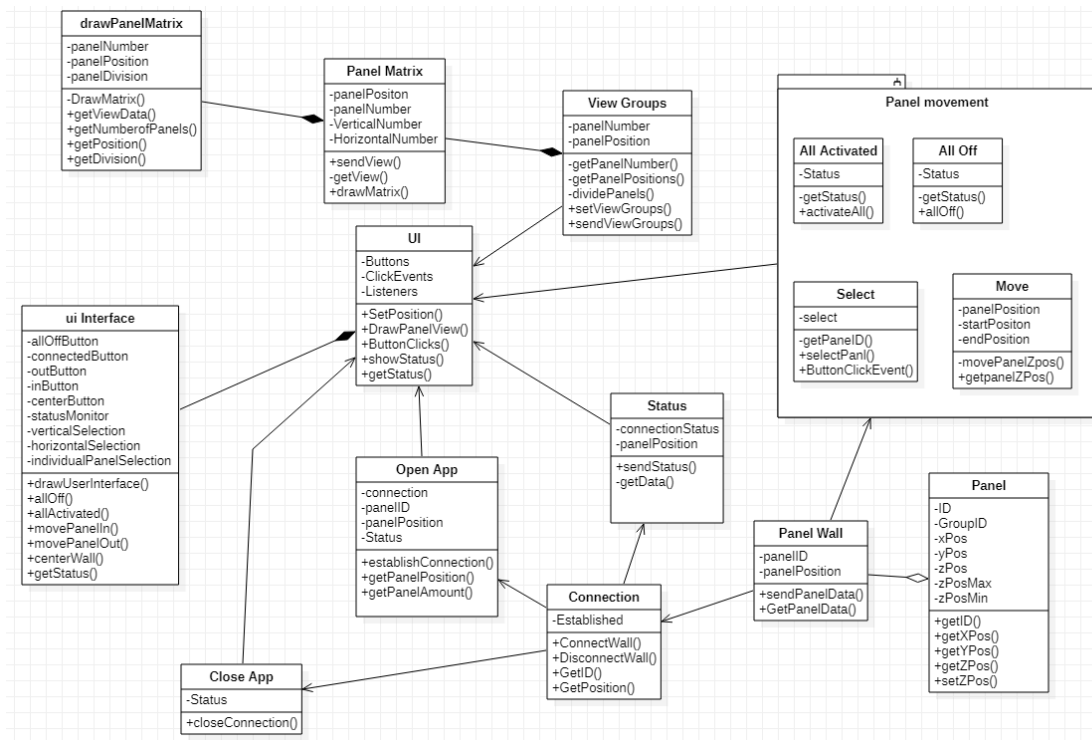 drawPanelMatrix
-panelNumber
-panelPosition
-panelDivision
-DrawMatrix()
+getViewData()
+getNumberofPanels()
+getPosition()
+getDivision()
Panel Matrix
-panelPositon
-panelNumber
-VerticalNumber
-HorizontalNumber
+sendView()
-getView()
+drawMatrix()
View Groups
-panelNumber
-panelPosition
-getPanelNumber()
-getPanelPositions()
-dividePanels()
+setViewGroups()
+sendViewGroups()
Panel movement
All Activated
-Status
-getStatus()
+activateAll()
All Off
-Status
-getStatus()
+allOff()
Select
-select
-getPanelID()
+selectPanl()
+ButtonClickEvent()
Move
-panelPosition
-startPositon
-endPosition
-movePanelZpos()
+getpanelZPos()
UI
-Buttons
-ClickEvents
-Listeners
+SetPosition()
+DrawPanelView()
+ButtonClicks()
+showStatus()
+getStatus()
ui Interface
-allOffButton
-connectedButton
-outButton
-inButton
-centerButton
-statusMonitor
-verticalSelection
-horizontalSelection
-individualPanelSelection
+drawUserInterface()
+allOff()
+allActivated()
+movePanelIn()
+movePanelOut()
+centerWall()
+getStatus()
Status
-connectionStatus
-panelPosition
+sendStatus()
-getData()
Open App
-connection
-panelID
-panelPosition
-Status
+establishConnection()
+getPanelPosition()
+getPanelAmount()
Panel Wall
-panelID
-panelPosition
+sendPanelData()
+GetPanelData()
Panel
-ID
-GroupID
-xPos
-yPos
-zPos
-zPosMax
-zPosMin
+getID()
+getXPos()
+getYPos()
+getZPos()
+setZPos()
Connection
-Established
+ConnectWall()
+DisconnectWall()
+GetID()
+GetPosition()
Close App
-Status
+closeConnection()